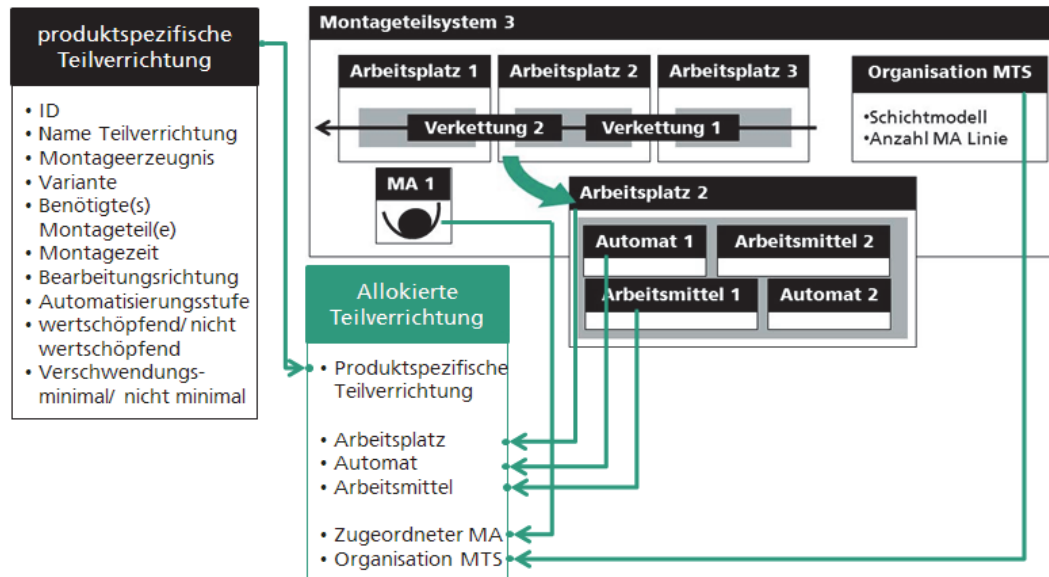 produktspezifische
Teilverrichtung
• ID
• Name Teilverrichtung
• Montageerzeugnis
• Variante
• Benötigte(s)
Montageteil(e)
• Montagezeit
• Bearbeitungsrichtung
• Automatisierungsstufe
• wertschöpfend/ nicht
wertschöpfend
• Verschwendungs-
minimal/ nicht minimal
Montageteilsystem 3
Arbeitsplatz 1
Arbeitsplatz 2
Arbeitsplatz 3
Verkettung 2
Verkettung 1
Organisation MTS
•Schichtmodell
•Anzahl MA Linie
MA 1
Arbeitsplatz 2
Automat 1
Arbeitsmittel 2
Arbeitsmittel 1
Automat 2
Allokierte
Teilverrichtung
• Produktspezifische
Teilverrichtung
• Arbeitsplatz
• Automat
• Arbeitsmittel
• Zugeordneter MA
• Organisation MTS